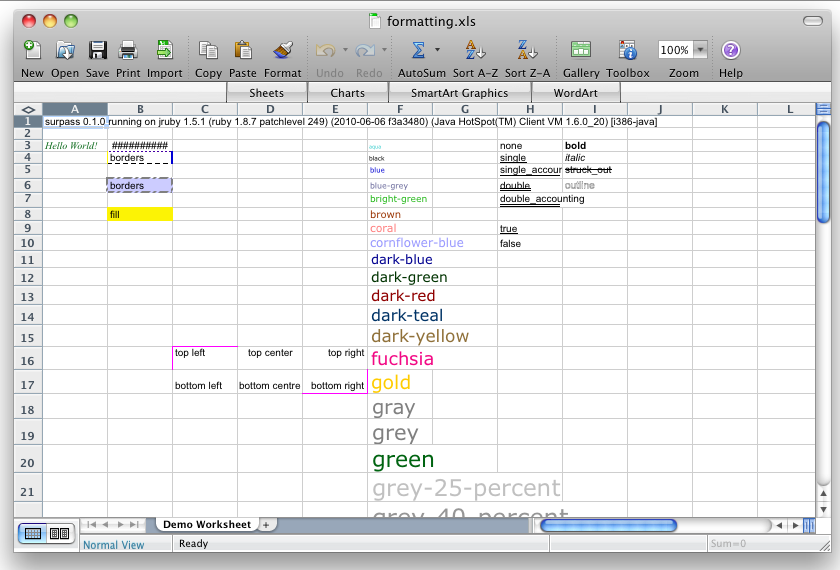 formatting.xls
New Open Save Print Import Copy Paste Format Undo Redo AutoSum Sort A-Z Sort Z-A Gallery Toolbox 100% Zoom Help
Sheets Charts SmartArt Graphics WordArt
A B C D E F G H I J K L
1 surpass 0.1.0 running on jruby 1.5.1 (ruby 1.8.7 patchlevel 249) (2010-06-06 f3a3480) (Java HotSpot(TM) Client VM 1.6.0_20) [i386-java]
2
3 Hello World! ########## aqua none bold
4 borders black single italic
5 blue single_accour struck_out
6 borders blue-grey double outline
7 bright-green double_accounting
8 fill brown
9 coral true
10 cornflower-blue false
11 dark-blue
12 dark-green
13 dark-red
14 dark-teal
15 dark-yellow
16 top left top center top right fuchsia
17 bottom left bottom centre bottom right gold
18 gray
19 grey
20 green
21 grey-25-percent
grey-40-percent
Demo Worksheet +
Normal View Ready Sum=0